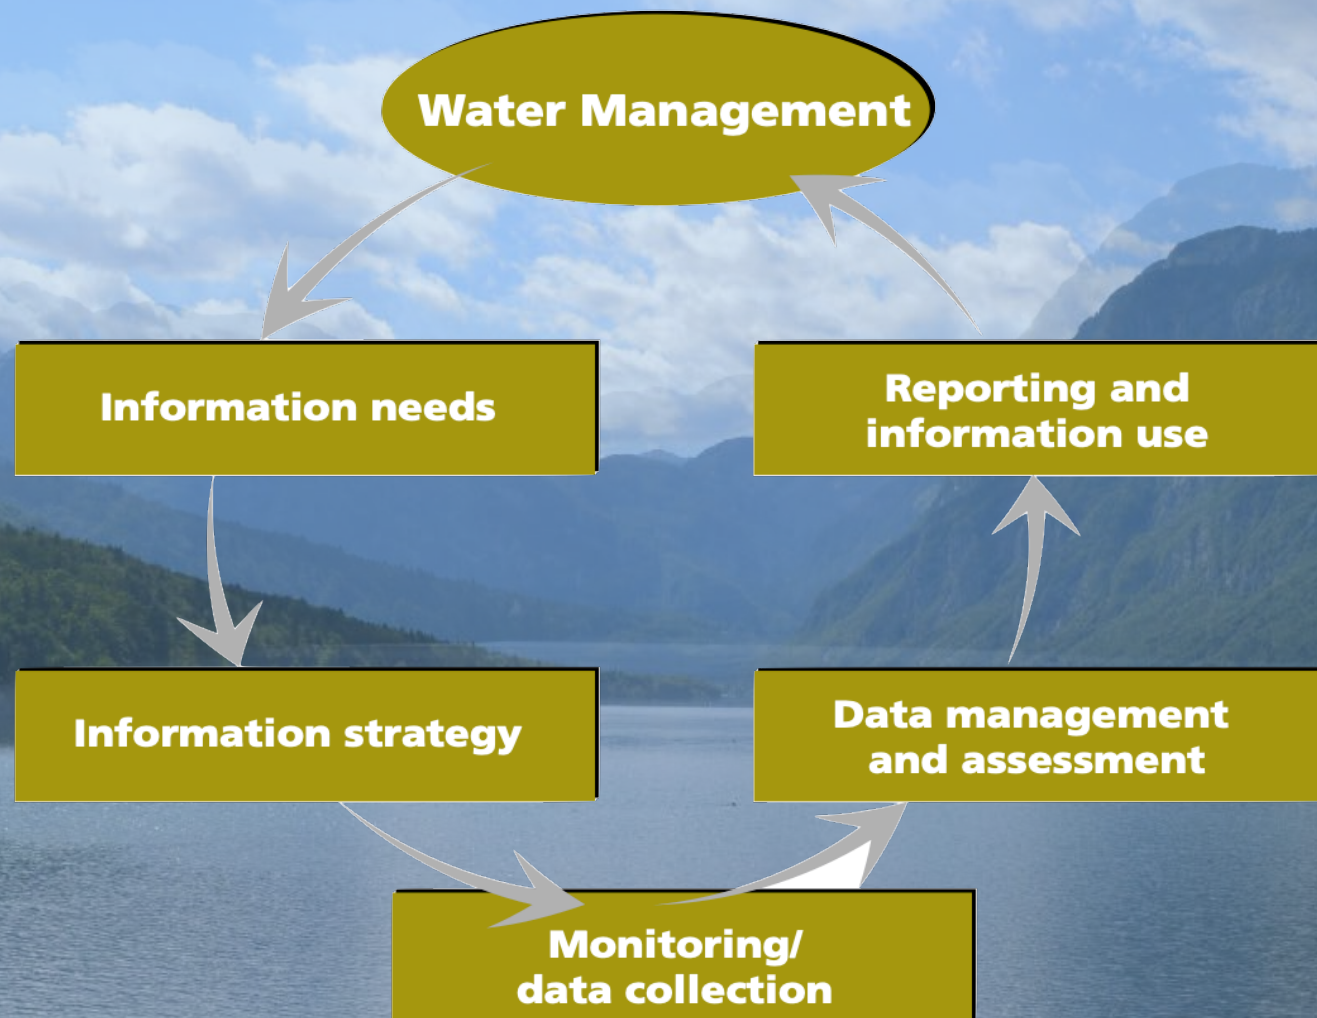 Water Management
Information needs
Reporting and
information use
Information strategy
Data management
and assessment
Monitoring/
data collection